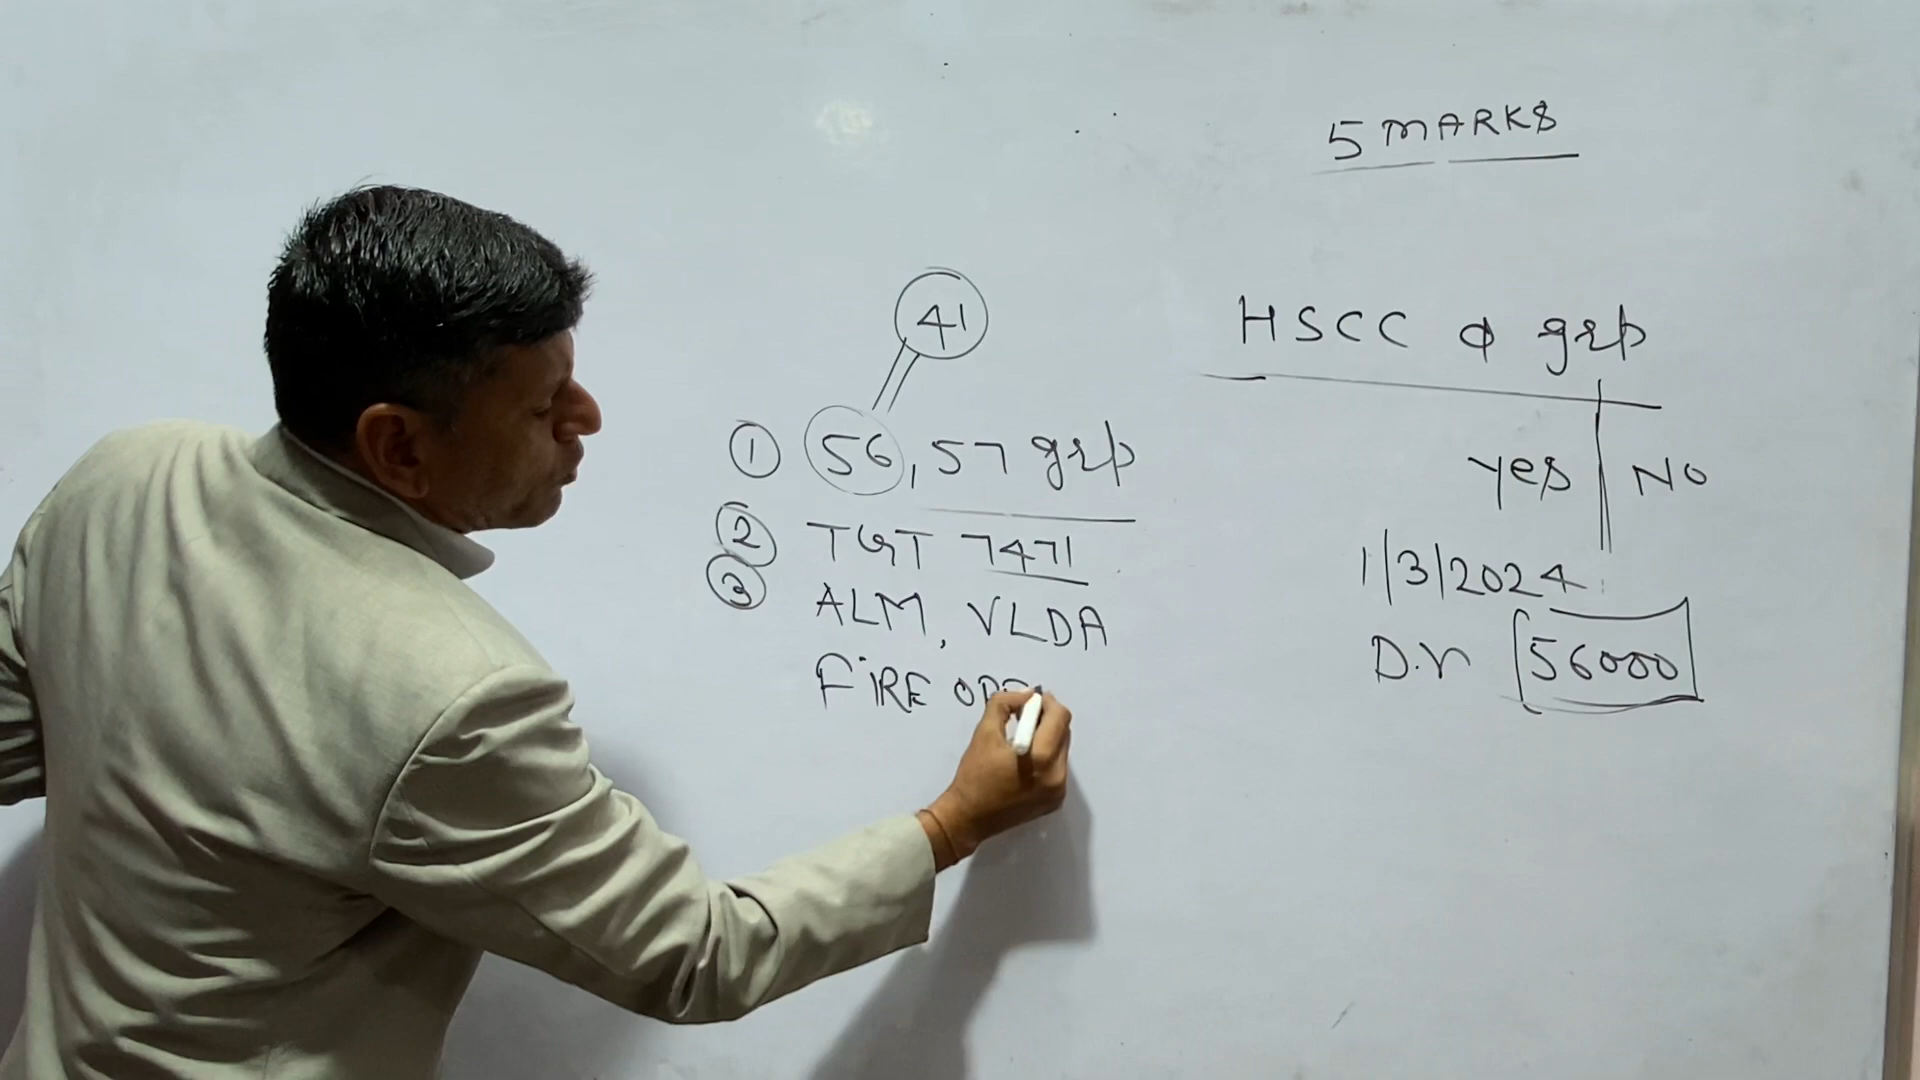 5 MARKS
41
① 56, 57 grp
② TGT 7471
③ ALM, VLDA
FiRE OPE
HSCC grp
yes NO
1/3/2024
D.V 56000